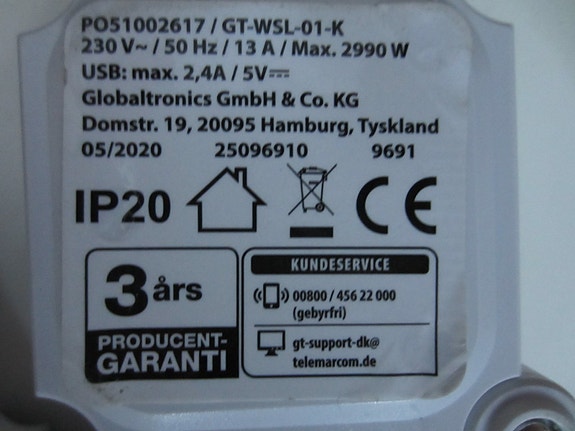 PO51002617 / GT-WSL-01-K
230 V~ / 50 Hz / 13 A / Max. 2990 W
USB: max. 2,4A / 5V⎓
Globaltronics GmbH & Co. KG
Domstr. 19, 20095 Hamburg, Tyskland
05/2020 25096910 9691
IP20 CE
3 års
PRODUCENT-
GARANTI
KUNDESERVICE
00800 / 456 22 000
(gebyrfri)
gt-support-dk@
telemarcom.de